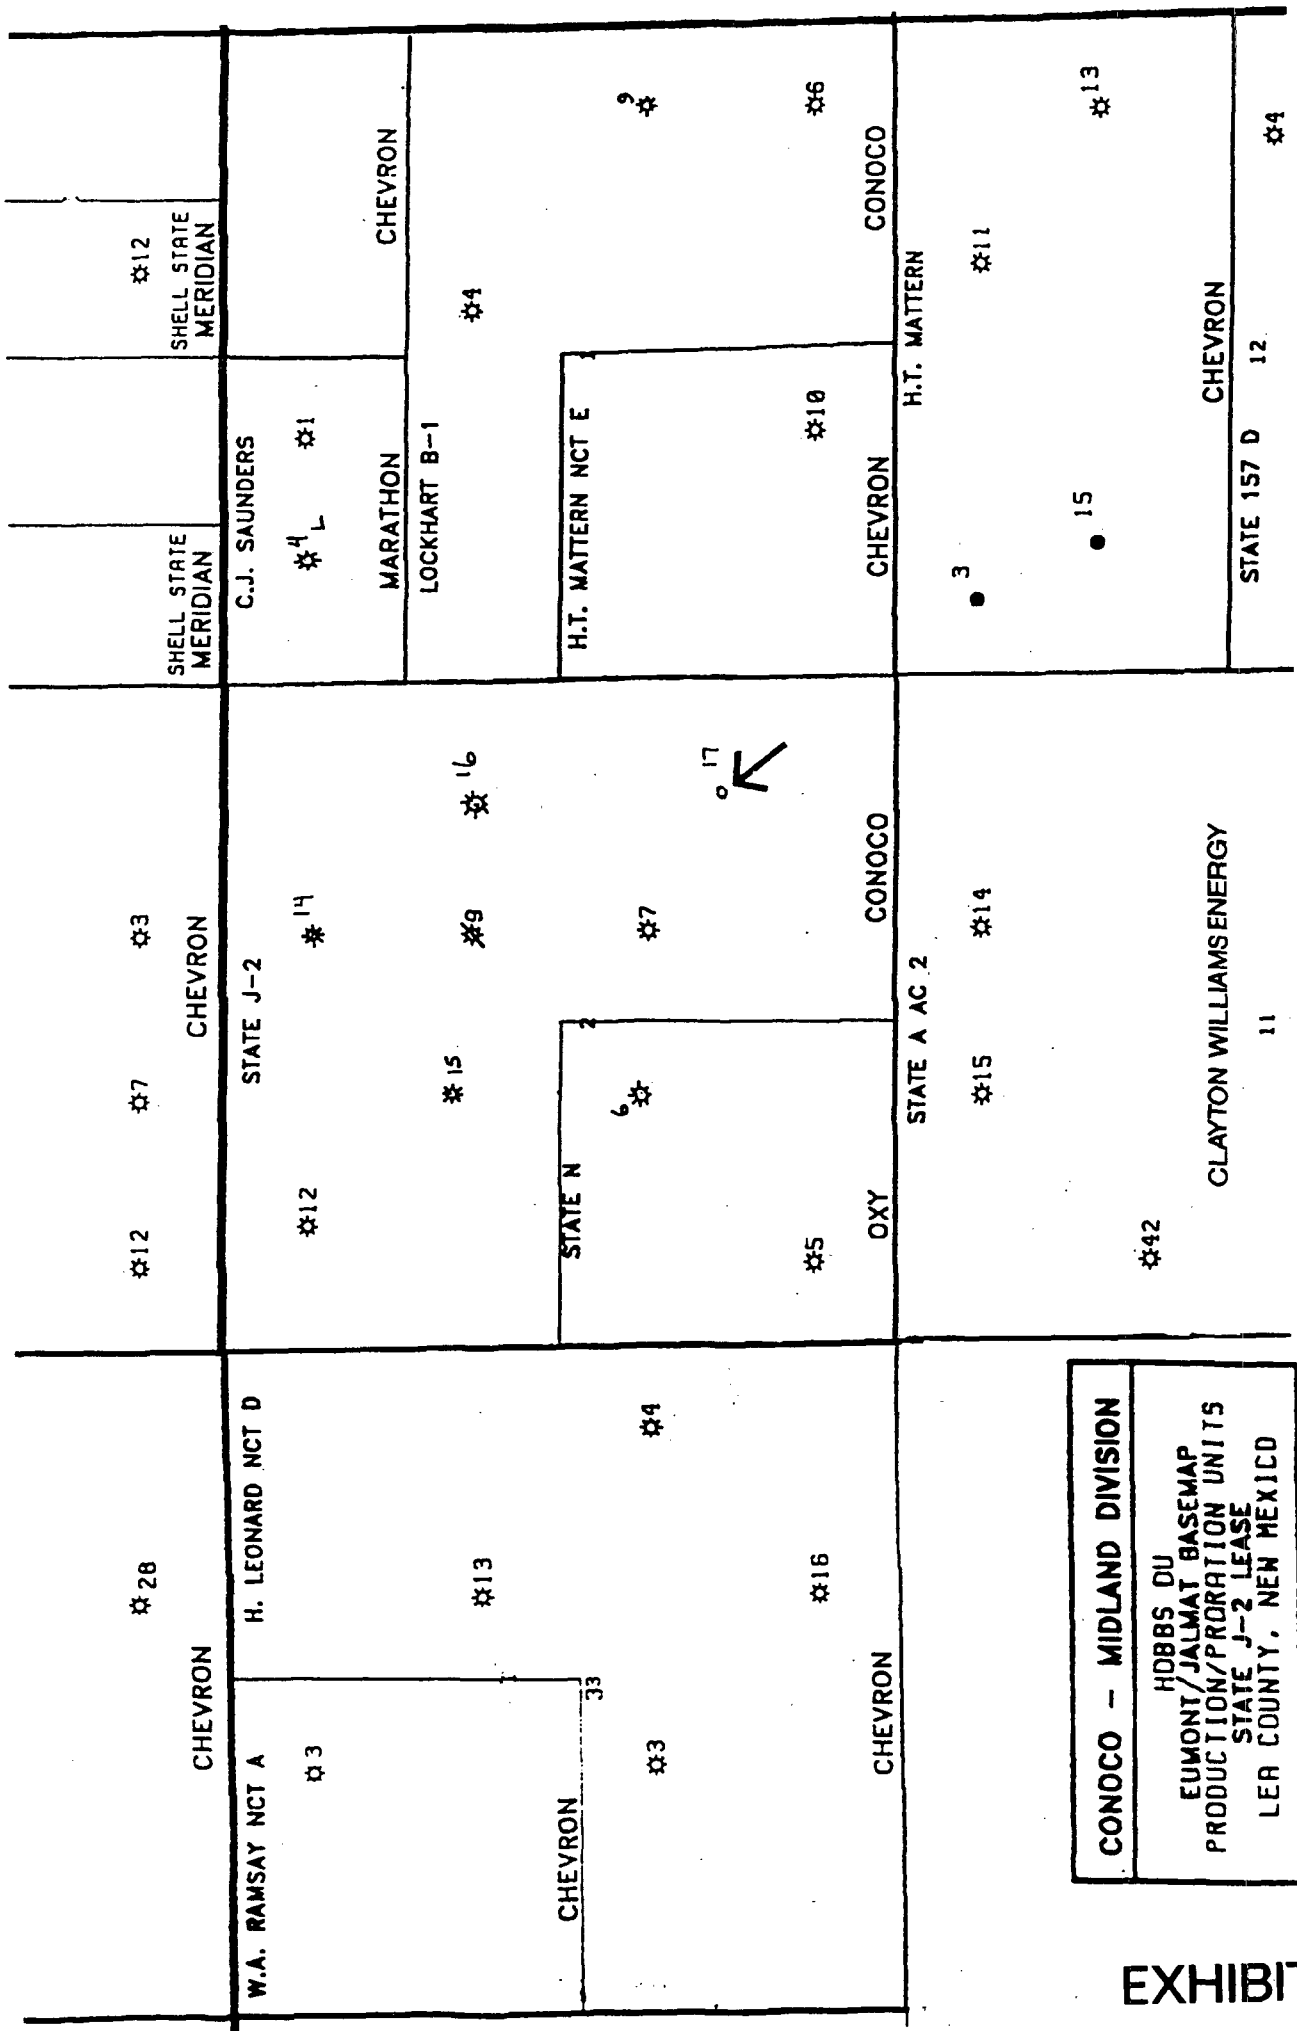 CHEVRON
28
CHEVRON
12
7
3
CHEVRON
SHELL STATE
MERIDIAN
12
SHELL STATE
MERIDIAN
W.A. RAMSAY NCT A
3
CHEVRON
H. LEONARD NCT D
13
4
33
3
16
CHEVRON
STATE J-2
12
14
15
9
16
STATE N
2
6
7
17
5
OXY
CONOCO
C.J. SAUNDERS
4 L
1
MARATHON
CHEVRON
LOCKHART B-1
4
9
6
H.T. MATTERN NCT E
1
10
CHEVRON
CONOCO
STATE A AC 2
15
14
42
CLAYTON WILLIAMS ENERGY
11
H.T. MATTERN
3
11
15
13
CHEVRON
STATE 157 D
12
4
CONOCO - MIDLAND DIVISION
HOBBS DU
EUMONT/JALMAT BASEMAP
PRODUCTION/PRORATION UNITS
STATE J-2 LEASE
LEA COUNTY, NEW MEXICO
EXHIBIT